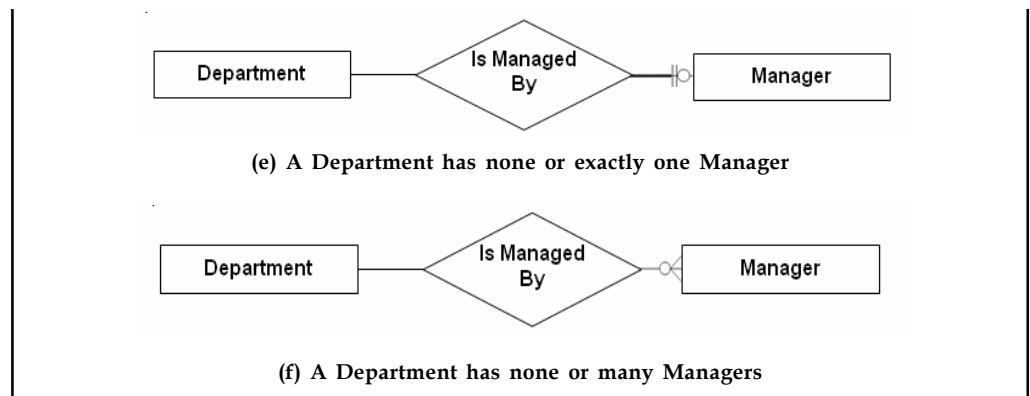 Department
Is Managed
By
Manager
(e) A Department has none or exactly one Manager
Department
Is Managed
By
Manager
(f) A Department has none or many Managers